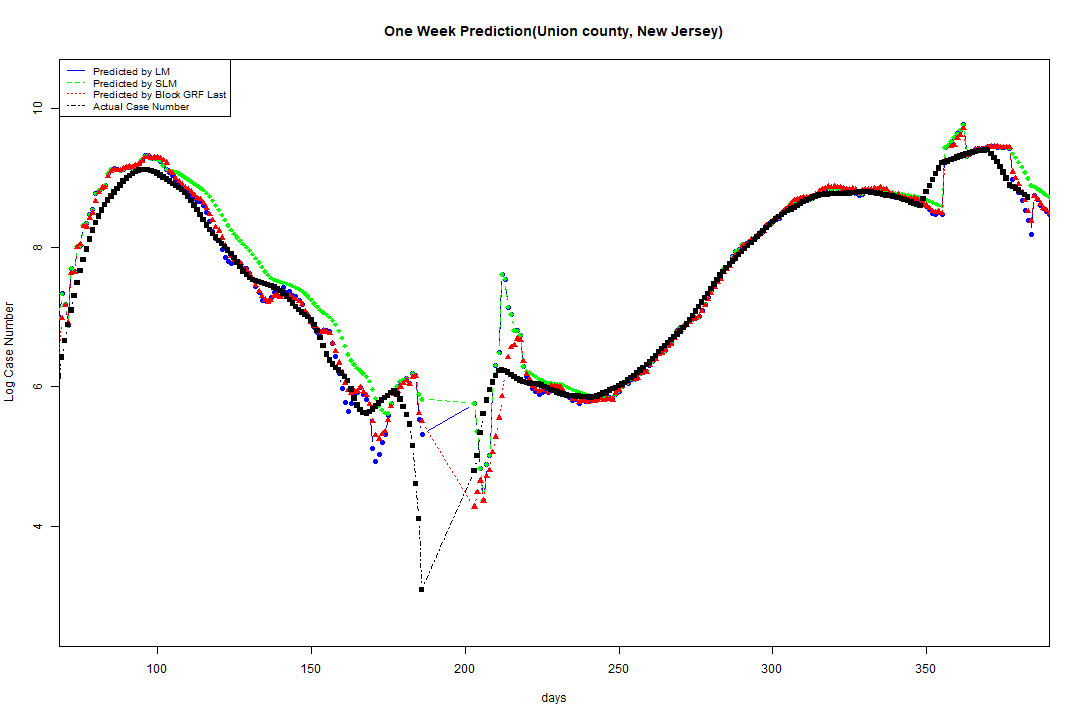 One Week Prediction(Union county, New Jersey)
Predicted by LM
Predicted by SLM
Predicted by Block GRF Last
Actual Case Number
10
8
6
4
Log Case Number
100 150 200 250 300 350
days